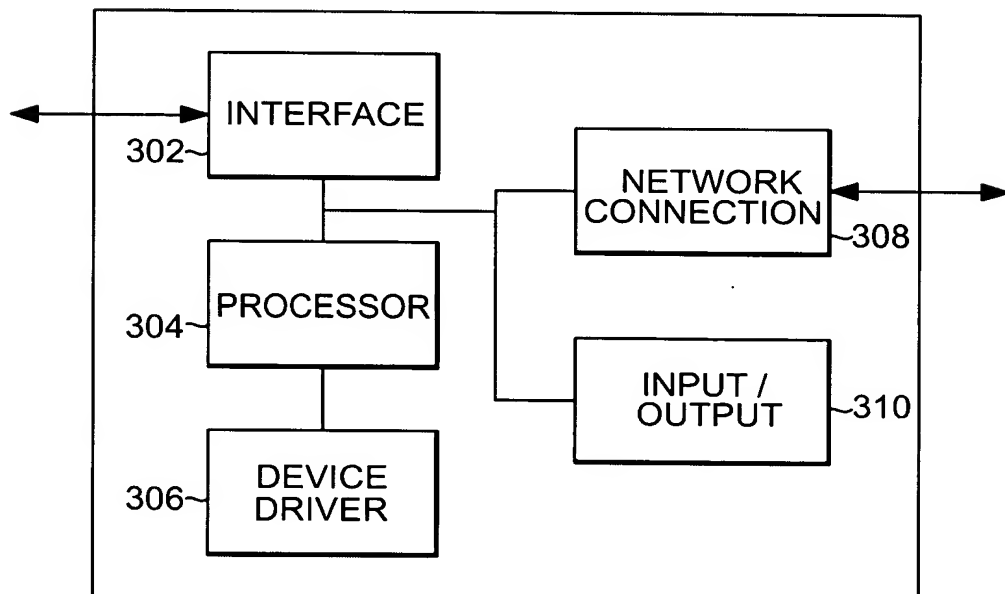 INTERFACE
302
NETWORK
CONNECTION
308
PROCESSOR
304
INPUT /
OUTPUT
310
DEVICE
DRIVER
306